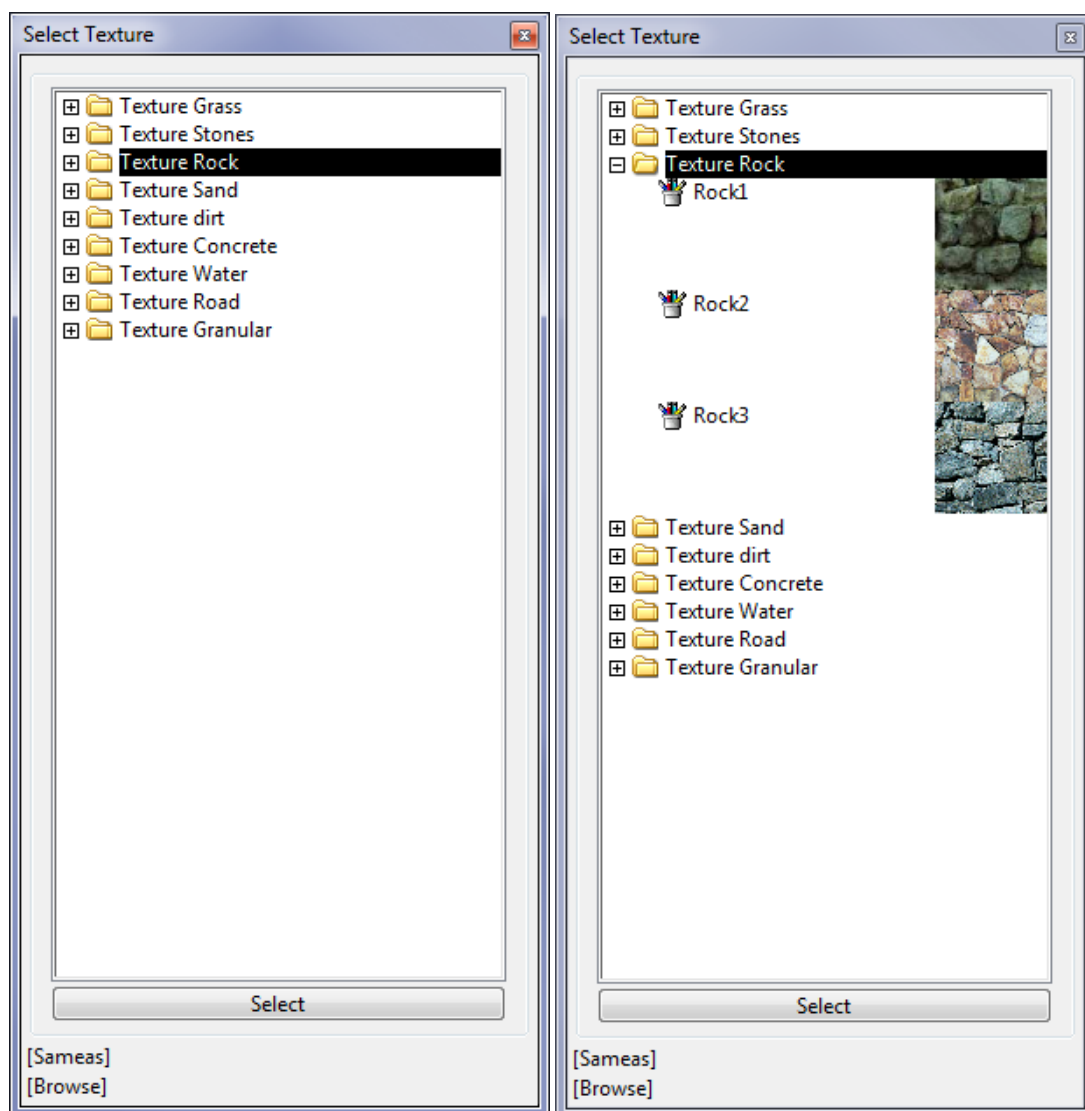 Select Texture
Texture Grass
Texture Stones
Texture Rock
Texture Sand
Texture dirt
Texture Concrete
Texture Water
Texture Road
Texture Granular
Select
[Sameas]
[Browse]
Select Texture
Texture Grass
Texture Stones
Texture Rock
Rock1
Rock2
Rock3
Texture Sand
Texture dirt
Texture Concrete
Texture Water
Texture Road
Texture Granular
Select
[Sameas]
[Browse]